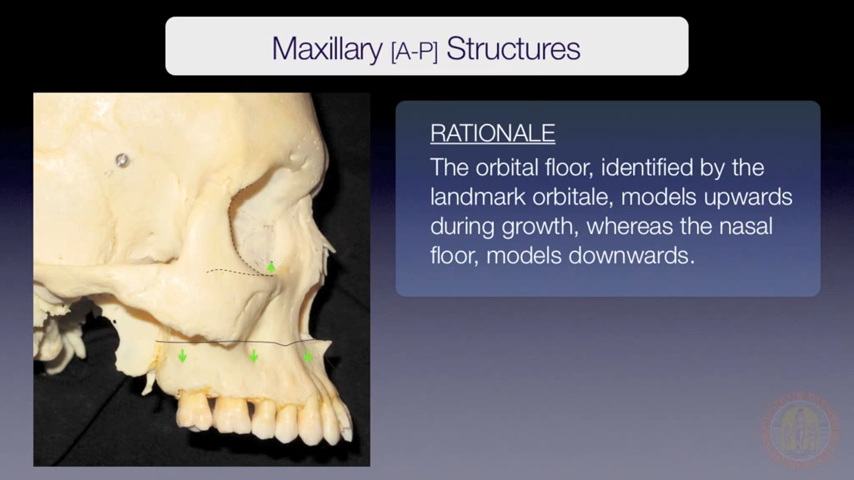 Maxillary [A-P] Structures
RATIONALE
The orbital floor, identified by the
landmark orbitale, models upwards
during growth, whereas the nasal
floor, models downwards.